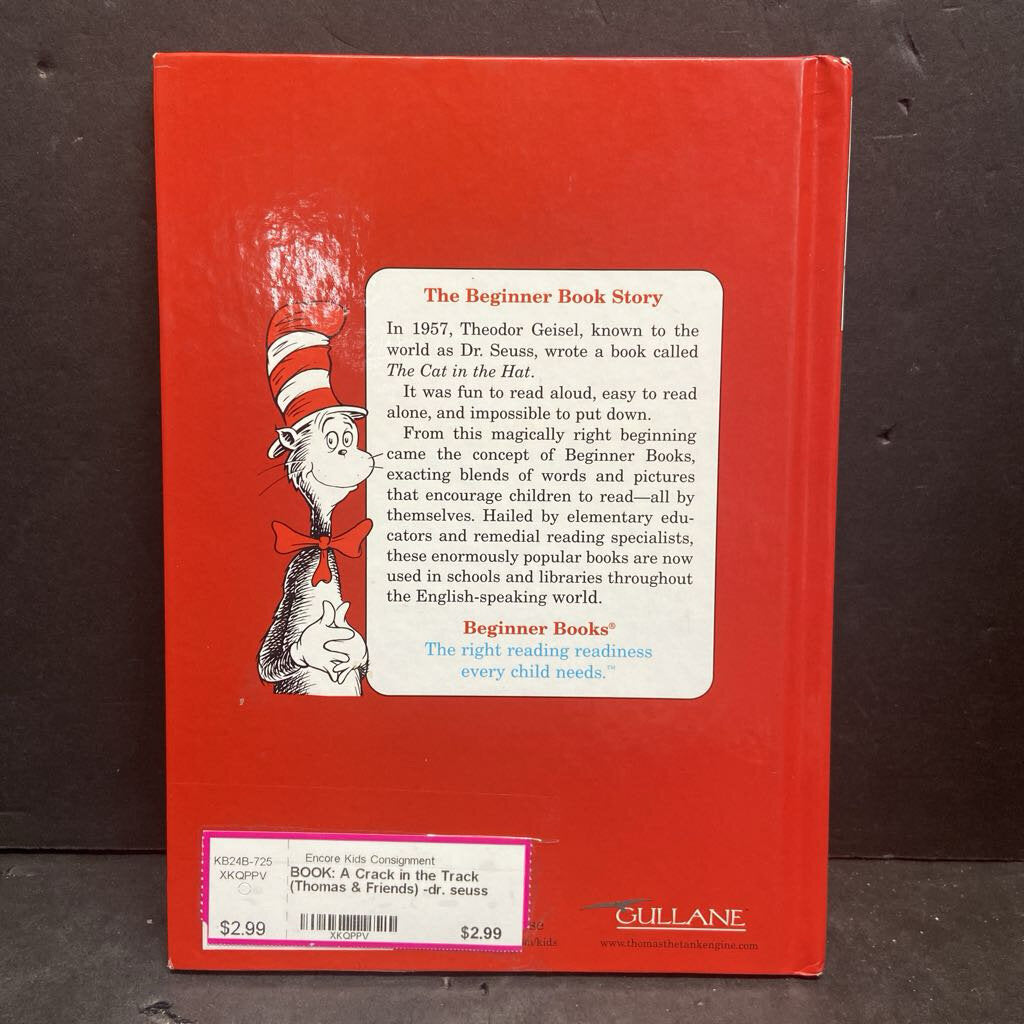 The Beginner Book Story
In 1957, Theodor Geisel, known to the
world as Dr. Seuss, wrote a book called
The Cat in the Hat.
It was fun to read aloud, easy to read
alone, and impossible to put down.
From this magically right beginning
came the concept of Beginner Books,
exacting blends of words and pictures
that encourage children to read—all by
themselves. Hailed by elementary edu-
cators and remedial reading specialists,
these enormously popular books are now
used in schools and libraries throughout
the English-speaking world.
Beginner Books®
The right reading readiness
every child needs.™
KB24B-725
XKQPPV
$2.99
Encore Kids Consignment
BOOK: A Crack in the Track
(Thomas & Friends) -dr. seuss
XKQPPV
$2.99
/kids
GULLANE
www.thomasthetankengine.com